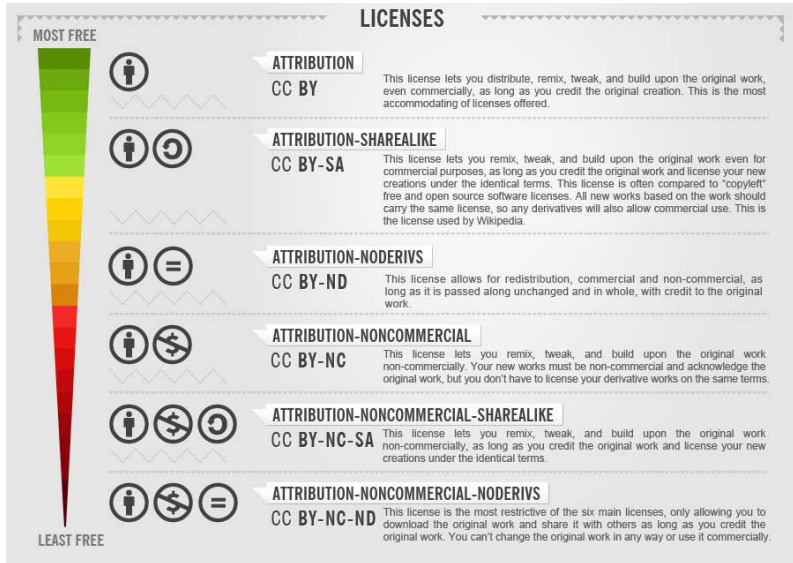 LICENSES
MOST FREE
ATTRIBUTION
CC BY
This license lets you distribute, remix, tweak, and build upon the original work,
even commercially, as long as you credit the original creation. This is the most
accommodating of licenses offered.
ATTRIBUTION-SHAREALIKE
CC BY-SA
This license lets you remix, tweak, and build upon the original work even for
commercial purposes, as long as you credit the original work and license your new
creations under the identical terms. This license is often compared to “copyleft”
free and open source software licenses. All new works based on the work should
carry the same license, so any derivatives will also allow commercial use. This is
the license used by Wikipedia.
ATTRIBUTION-NODERIVS
CC BY-ND
This license allows for redistribution, commercial and non-commercial, as
long as it is passed along unchanged and in whole, with credit to the original
work.
ATTRIBUTION-NONCOMMERCIAL
CC BY-NC
This license lets you remix, tweak, and build upon the original work
non-commercially. Your new works must be non-commercial and acknowledge the
original work, but you don’t have to license your derivative works on the same terms.
ATTRIBUTION-NONCOMMERCIAL-SHAREALIKE
CC BY-NC-SA
This license lets you remix, tweak, and build upon the original work
non-commercially, as long as you credit the original work and license your new
creations under the identical terms.
ATTRIBUTION-NONCOMMERCIAL-NODERIVS
CC BY-NC-ND
This license is the most restrictive of the six main licenses, only allowing you to
download the original work and share it with others as long as you credit the
original work. You can’t change the original work in any way or use it commercially.
LEAST FREE